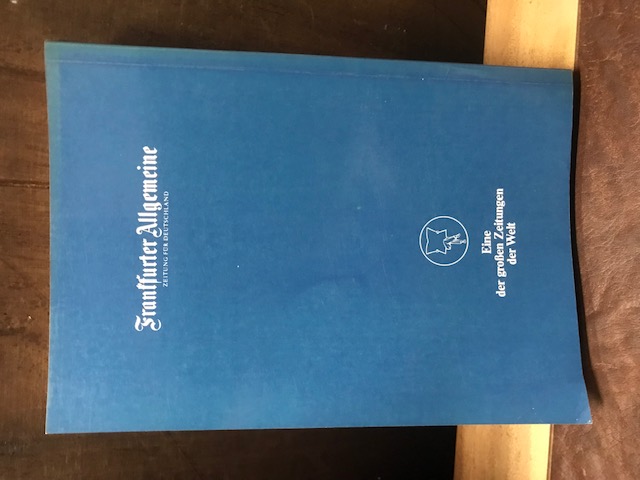 Frankfurter Allgemeine
ZEITUNG FÜR DEUTSCHLAND
Eine
der großen Zeitungen
der Welt